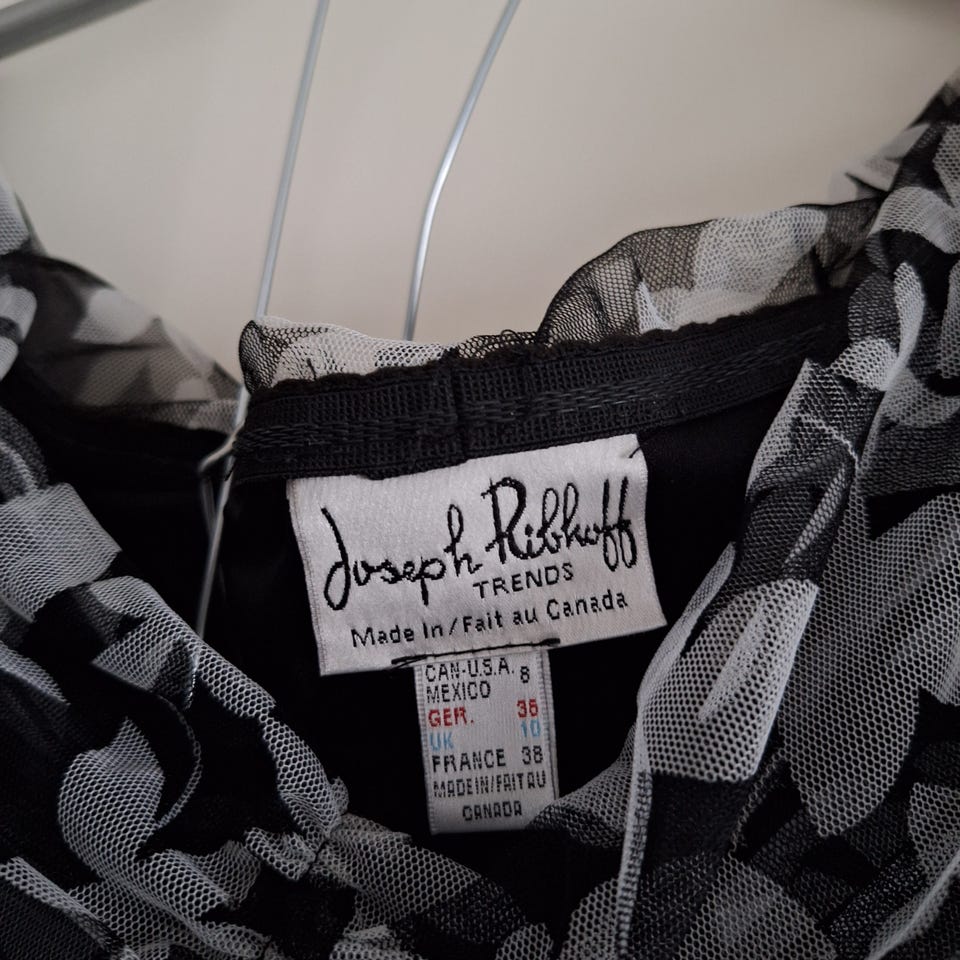 Joseph Ribkoff
TRENDS
Made In/Fait au Canada
CAN-U.S.A. 8
MEXICO
GER. 36
UK 10
FRANCE 38
MADE IN/FAIT AU
CANADA